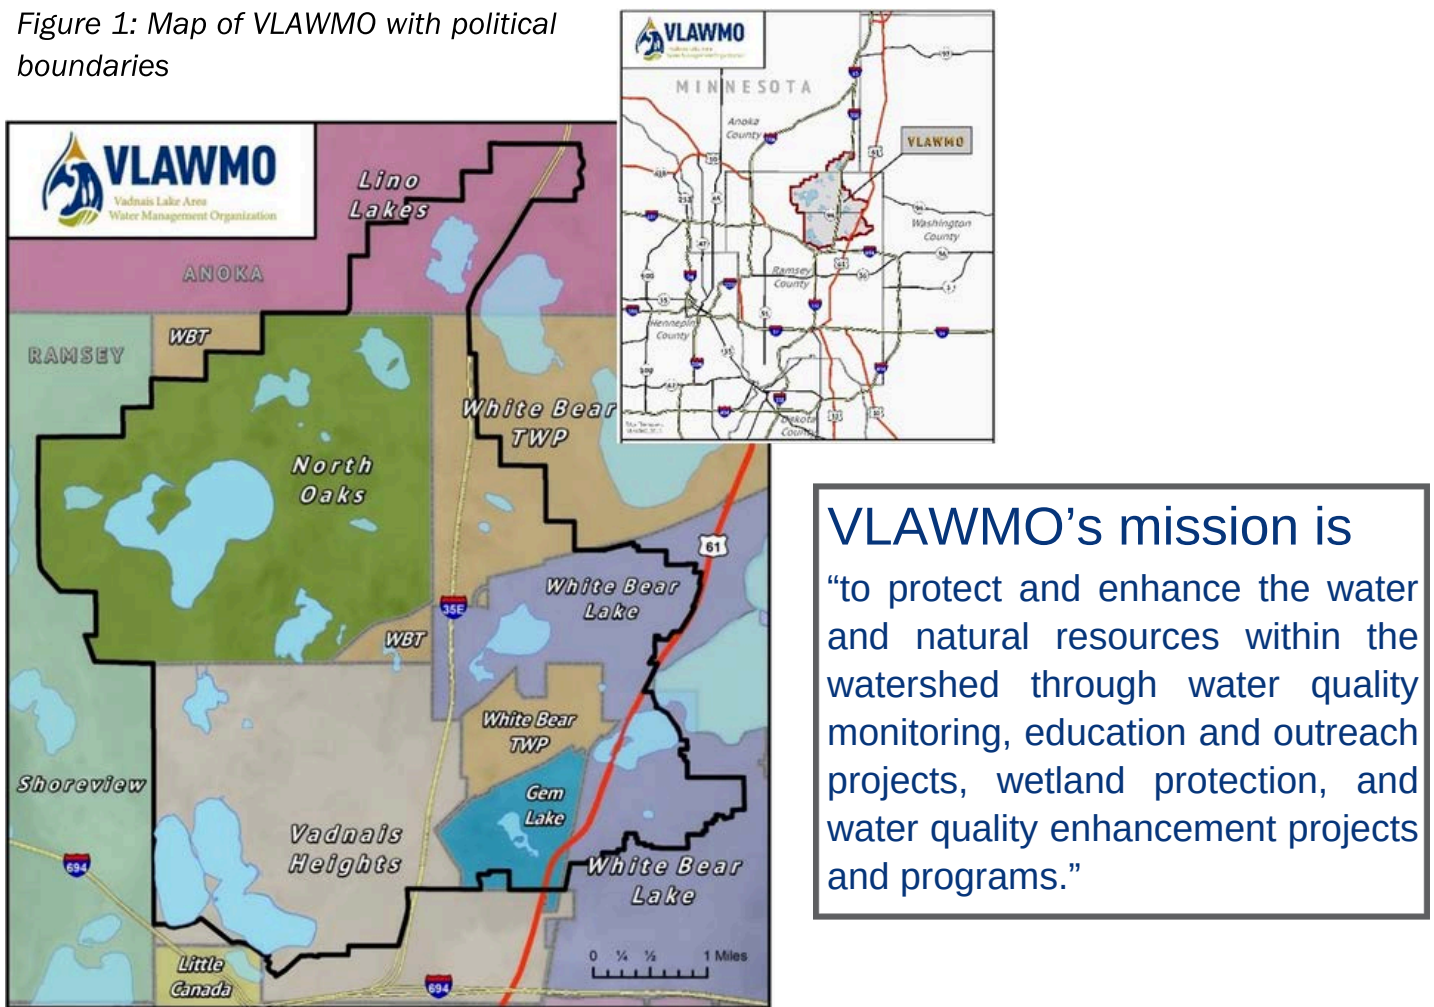 Figure 1: Map of VLAWMO with political
boundaries
VLAWMO
Vadnais Lake Area
Water Management Organization
Lino
Lakes
ANOKA
RAMSEY
WBT
White Bear
TWP
North
Oaks
61
White Bear
Lake
35E
WBT
White Bear
TWP
Shoreview
Gem
Lake
Vadnais
Heights
694
White Bear
Lake
Little
Canada
694
0 ¼ ½ 1 Miles
VLAWMO
MINNESOTA
Anoka
County
VLAWMO
61
Washington
County
Ramsey
County
36
Hennepin
County
Dakota
County
VLAWMO’s mission is
“to protect and enhance the water
and natural resources within the
watershed through water quality
monitoring, education and outreach
projects, wetland protection, and
water quality enhancement projects
and programs.”